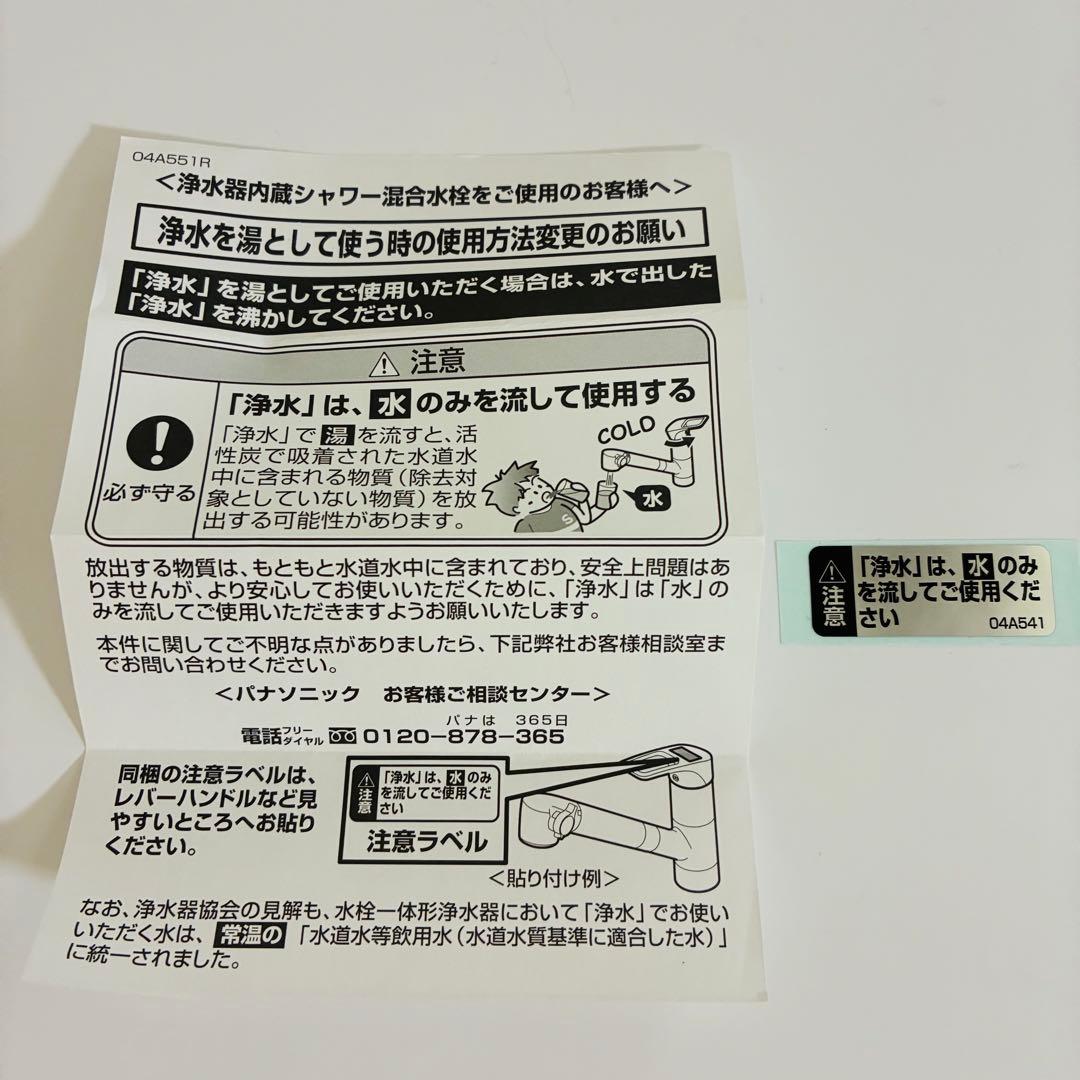 04A551R
<浄水器内蔵シャワー混合水栓をご使用のお客様へ>
浄水を湯として使う時の使用方法変更のお願い
「浄水」を湯としてご使用いただく場合は、水で出した
「浄水」を沸かしてください。
注意
必ず守る
「浄水」は、水のみを流して使用する
「浄水」で湯を流すと、活
性炭で吸着された水道水
中に含まれる物質(除去対
象としていない物質)を放
出する可能性があります。
COLD
水
S
放出する物質は、もともと水道水中に含まれており、安全上問題はあ
りませんが、より安心してお使いいただくために、「浄水」は「水」の
みを流してご使用いただきますようお願いいたします。
本件に関してご不明な点がありましたら、下記弊社お客様相談室ま
でお問い合わせください。
<パナソニック お客様ご相談センター>
パナは 365日
電話フリーダイヤル 0120-878-365
同梱の注意ラベルは、
レバーハンドルなど見
やすいところへお貼り
ください。
注意
「浄水」は、水のみ
を流してご使用くだ
さい
注意ラベル
<貼り付け例>
なお、浄水器協会の見解も、水栓一体形浄水器において「浄水」でお使い
いただく水は、常温の「水道水等飲用水(水道水質基準に適合した水)」
に統一されました。
注意
「浄水」は、水のみ
を流してご使用くだ
さい
04A541